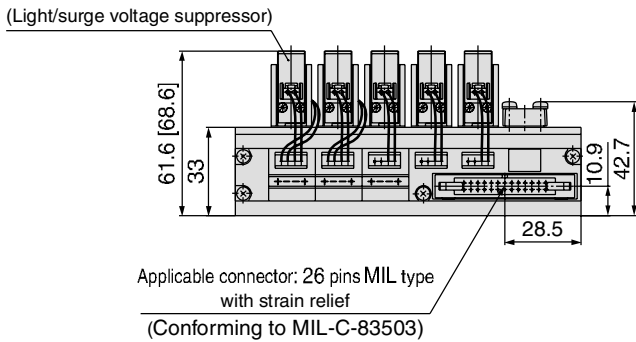 (Light/surge voltage suppressor)
61.6 [68.6]
33
10.9
42.7
28.5
Applicable connector: 26 pins MIL type
with strain relief
(Conforming to MIL-C-83503)